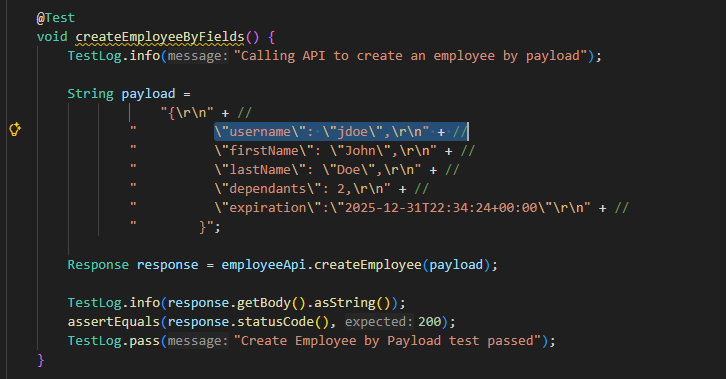 @Test
void createEmployeeByFields() {
TestLog.info(message: "Calling API to create an employee by payload");
String payload =
"{\r\n" + //
"          \"username\": \"jdoe\",\r\n" + //
"          \"firstName\": \"John\",\r\n" + //
"          \"lastName\": \"Doe\",\r\n" + //
"          \"dependants\": 2,\r\n" + //
"          \"expiration\":\"2025-12-31T22:34:24+00:00\"\r\n" + //
"        }";
Response response = employeeApi.createEmployee(payload);
TestLog.info(response.getBody().asString());
assertEquals(response.statusCode(), expected: 200);
TestLog.pass(message: "Create Employee by Payload test passed");
}